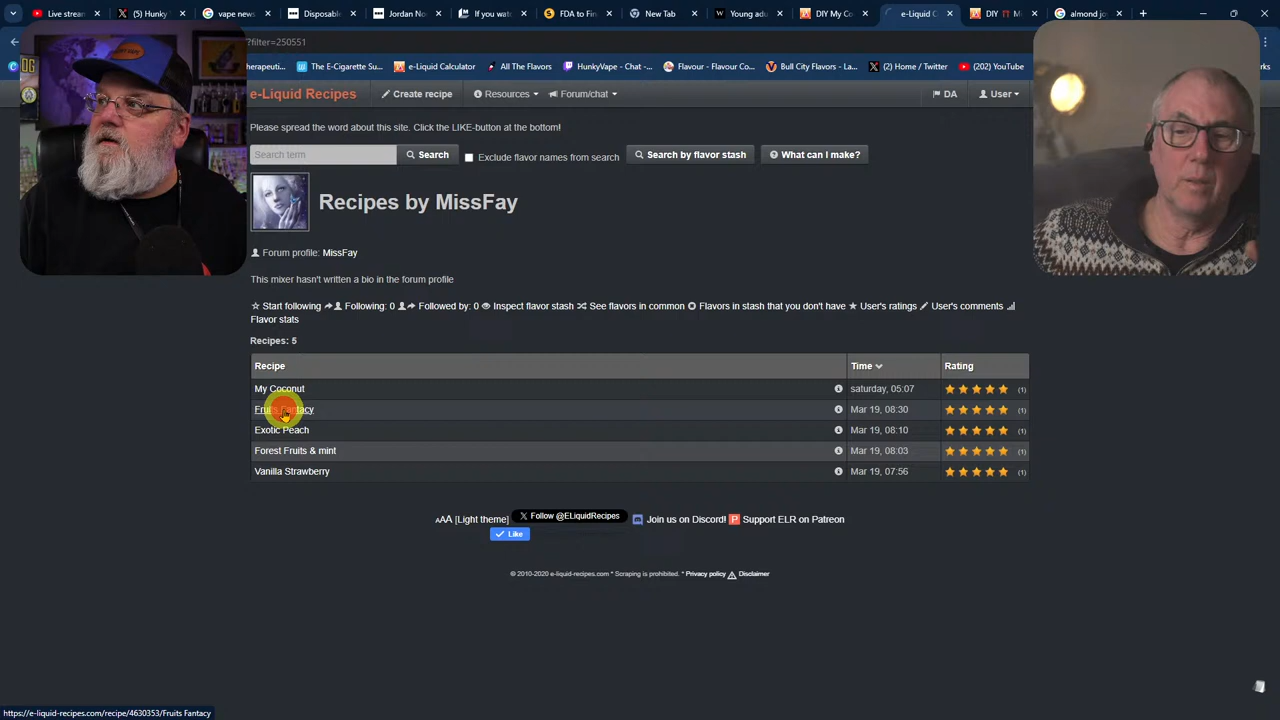 Live stream
(5) Hunky
vape news
Disposable
Jordan No
If you wat
FDA to Fin
New Tab
Young adu
DIY My Co
e-Liquid C
DIY
almond jo
?filter=250551
herapeuti...
The E-Cigarette Su...
e-Liquid Calculator
All The Flavors
HunkyVape - Chat -...
Flavour – Flavour Co...
Bull City Flavors - La...
(2) Home / Twitter
(202) YouTube
e-Liquid Recipes
Create recipe
Resources
Forum/chat
DA
User
Please spread the word about this site. Click the LIKE-button at the bottom!
Search term
Search
Exclude flavor names from search
Search by flavor stash
What can I make?
Recipes by MissFay
Forum profile: MissFay
This mixer hasn't written a bio in the forum profile
Start following Following: 0 Followed by: 0 Inspect flavor stash See flavors in common Flavors in stash that you don't have User's ratings User's comments
Flavor stats
Recipes: 5
Recipe Time Rating
My Coconut saturday, 05:07 (1)
Fruits Fantacy Mar 19, 08:30 (1)
Exotic Peach Mar 19, 08:10 (1)
Forest Fruits & mint Mar 19, 08:03 (1)
Vanilla Strawberry Mar 19, 07:56 (1)
AAA [Light theme] Follow @ELiquidRecipes Join us on Discord! Support ELR on Patreon
Like
© 2010-2020 e-liquid-recipes.com * Scraping is prohibited. * Privacy policy Disclaimer
https://e-liquid-recipes.com/recipe/4630353/Fruits Fantacy